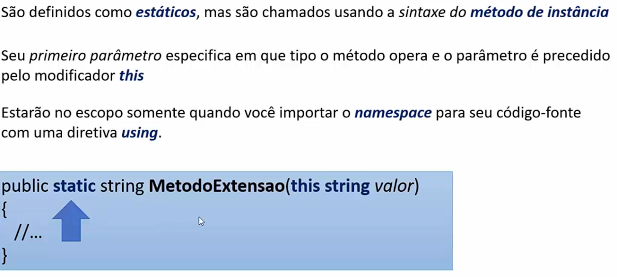 São definidos como estáticos, mas são chamados usando a sintaxe do método de instância
Seu primeiro parâmetro especifica em que tipo o método opera e o parâmetro é precedido
pelo modificador this
Estarão no escopo somente quando você importar o namespace para seu código-fonte
com uma diretiva using.
public static string MetodoExtensao(this string valor)
{
//...
}